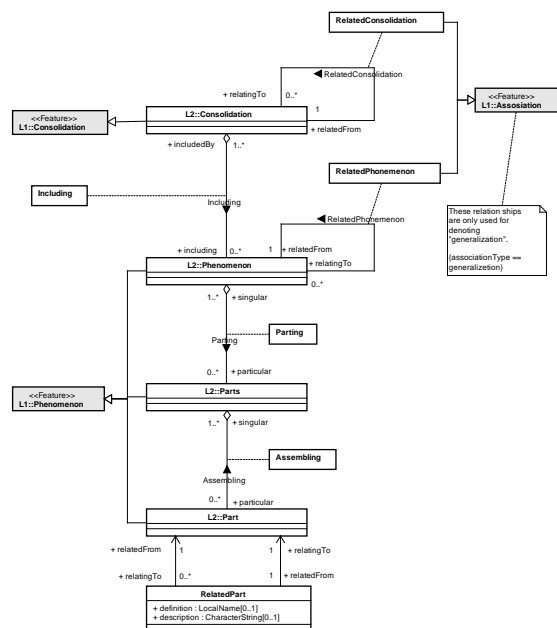 RelatedConsolidation
RelatedConsolidation
+ relatingTo
0..*
1
<<Feature>>
L1::Assosiation
L2::Consolidation
<<Feature>>
L1::Consolidation
+ relatedFrom
+ includedBy
1..*
RelatedPhonemenon
Including
Including
RelatedPhonemenon
These relation ships
are only used for
denoting
"generalization".
{associationType ==
generalizetion}
+ including
0..*
1
+ relatedFrom
L2::Phenomenon
+ relatingTo
0..*
1..*
+ singular
Parting
Parting
0..*
+ particular
<<Feature>>
L1::Phenomenon
L2::Parts
1..*
+ singular
Assembling
Assembling
0..*
+ particular
L2::Part
+ relatedFrom
1
1
+ relatingTo
+ relatingTo
0..*
1
+ relatedFrom
RelatedPart
+ definition : LocalName[0..1]
+ description : CharacterString[0..1]